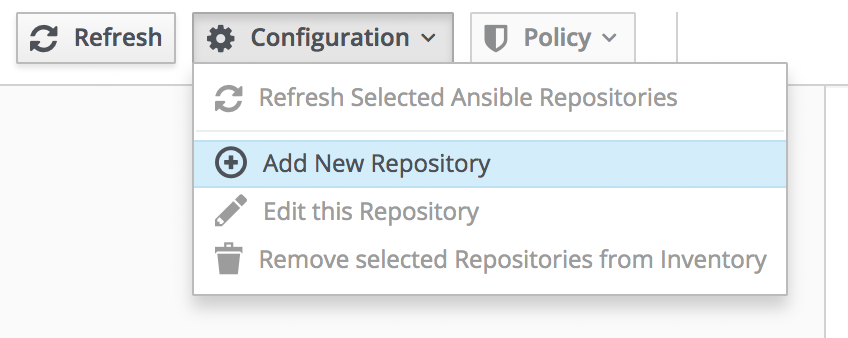 Refresh Configuration Policy
Refresh Selected Ansible Repositories
Add New Repository
Edit this Repository
Remove selected Repositories from Inventory